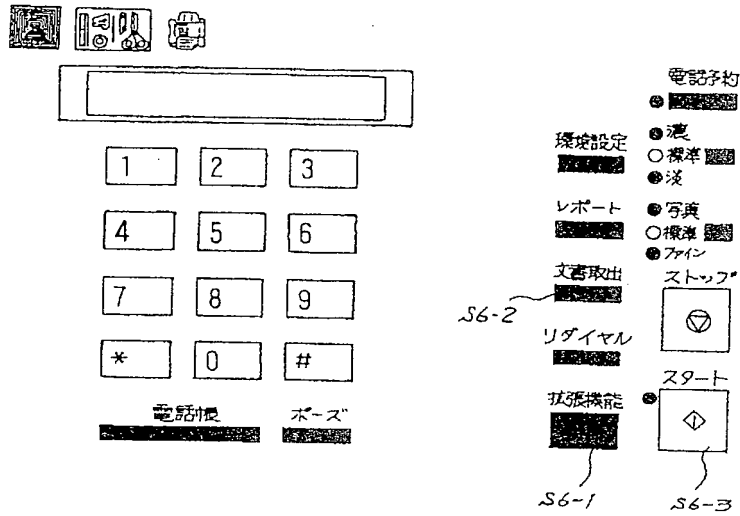 電話予約
環境設定
濃
標準
淡
レポート
写真
標準
ファイン
文書取出
ストップ
S6-2
リダイヤル
拡張機能
スタート
1 2 3
4 5 6
7 8 9
* 0 #
電話帳 ポーズ
S6-1
S6-3